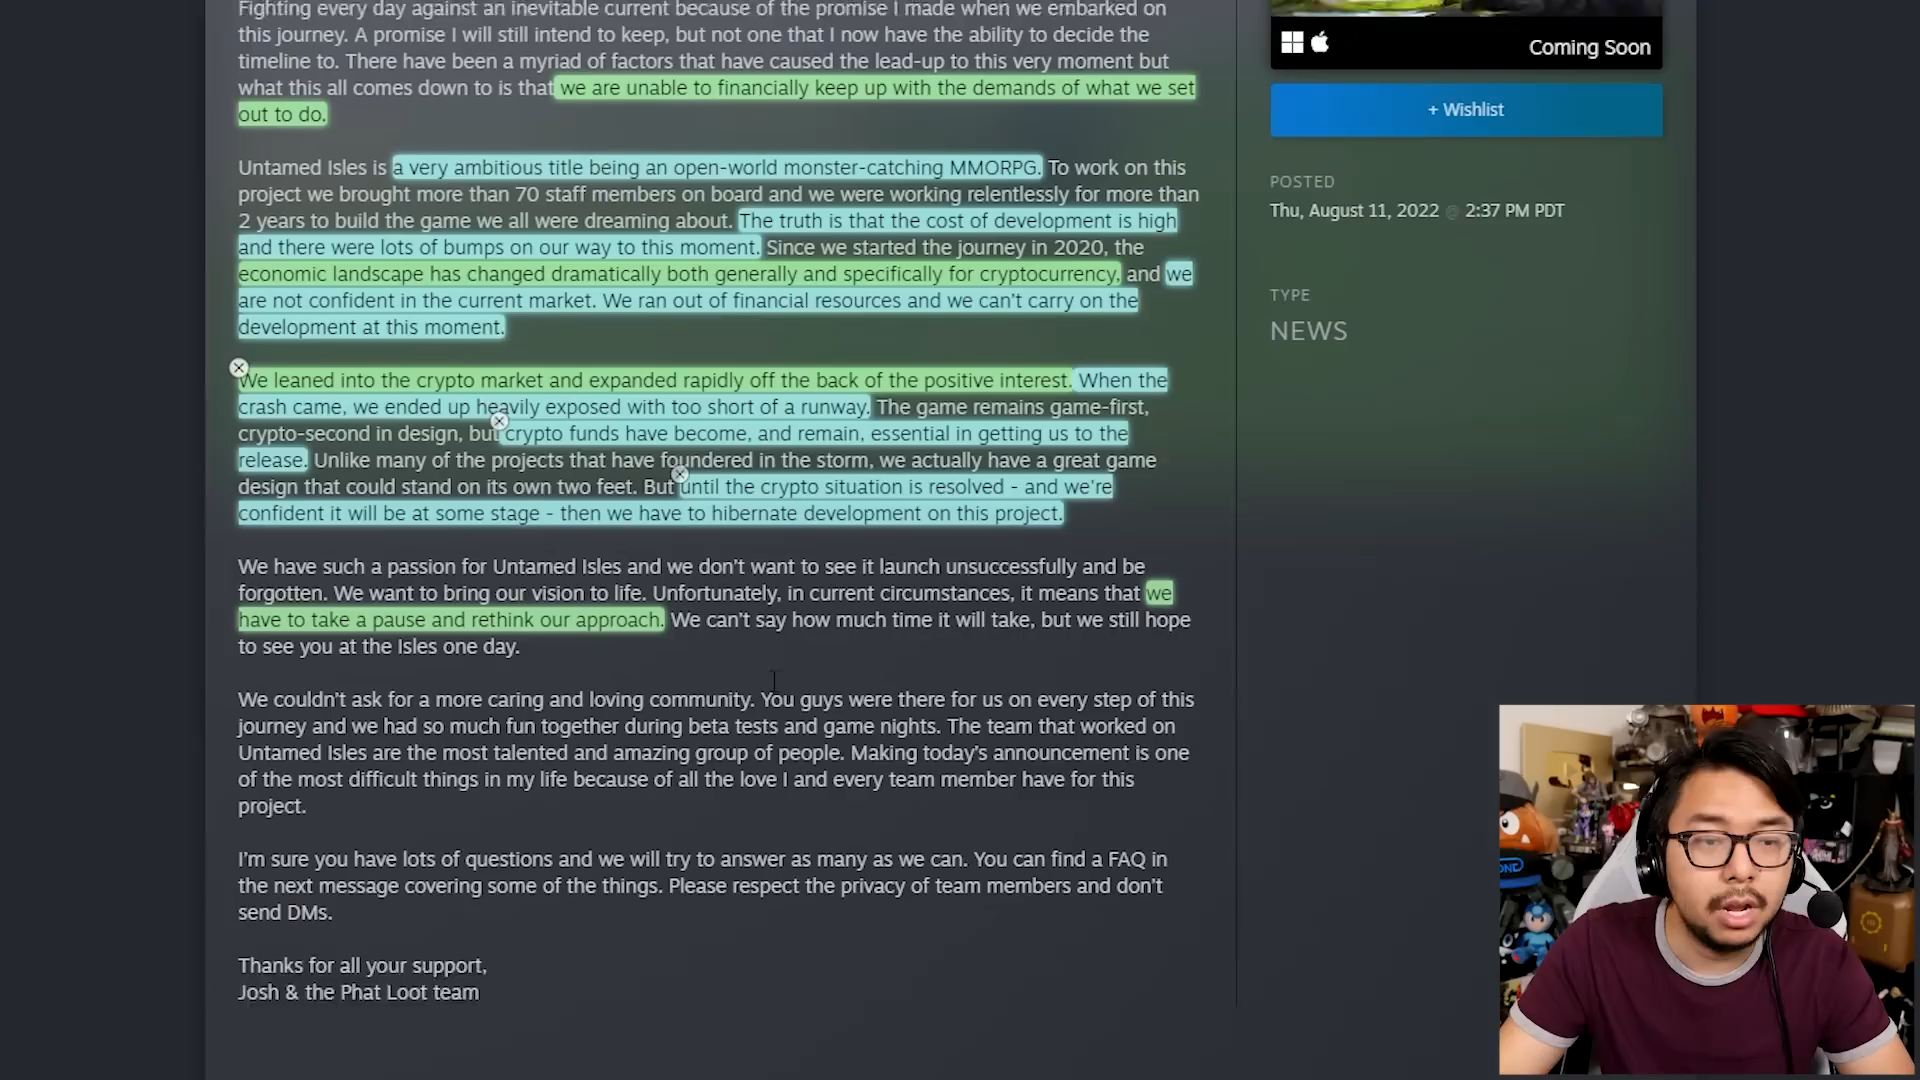 Fighting every day against an inevitable current because of the promise I made when we embarked on
this journey. A promise I will still intend to keep, but not one that I now have the ability to decide the
timeline to. There have been a myriad of factors that have caused the lead-up to this very moment but
what this all comes down to is that we are unable to financially keep up with the demands of what we set
out to do.
Untamed Isles is a very ambitious title being an open-world monster-catching MMORPG. To work on this
project we brought more than 70 staff members on board and we were working relentlessly for more than
2 years to build the game we all were dreaming about. The truth is that the cost of development is high
and there were lots of bumps on our way to this moment. Since we started the journey in 2020, the
economic landscape has changed dramatically both generally and specifically for cryptocurrency, and we
are not confident in the current market. We ran out of financial resources and we can't carry on the
development at this moment.
We leaned into the crypto market and expanded rapidly off the back of the positive interest. When the
crash came, we ended up heavily exposed with too short of a runway. The game remains game-first,
crypto-second in design, but crypto funds have become, and remain, essential in getting us to the
release. Unlike many of the projects that have foundered in the storm, we actually have a great game
design that could stand on its own two feet. But until the crypto situation is resolved - and we're
confident it will be at some stage - then we have to hibernate development on this project.
We have such a passion for Untamed Isles and we don't want to see it launch unsuccessfully and be
forgotten. We want to bring our vision to life. Unfortunately, in current circumstances, it means that we
have to take a pause and rethink our approach. We can't say how much time it will take, but we still hope
to see you at the Isles one day.
We couldn't ask for a more caring and loving community. You guys were there for us on every step of this
journey and we had so much fun together during beta tests and game nights. The team that worked on
Untamed Isles are the most talented and amazing group of people. Making today's announcement is one
of the most difficult things in my life because of all the love I and every team member have for this
project.
I'm sure you have lots of questions and we will try to answer as many as we can. You can find a FAQ in
the next message covering some of the things. Please respect the privacy of team members and don't
send DMs.
Thanks for all your support,
Josh & the Phat Loot team
Coming Soon
+ Wishlist
POSTED
Thu, August 11, 2022 @ 2:37 PM PDT
TYPE
NEWS